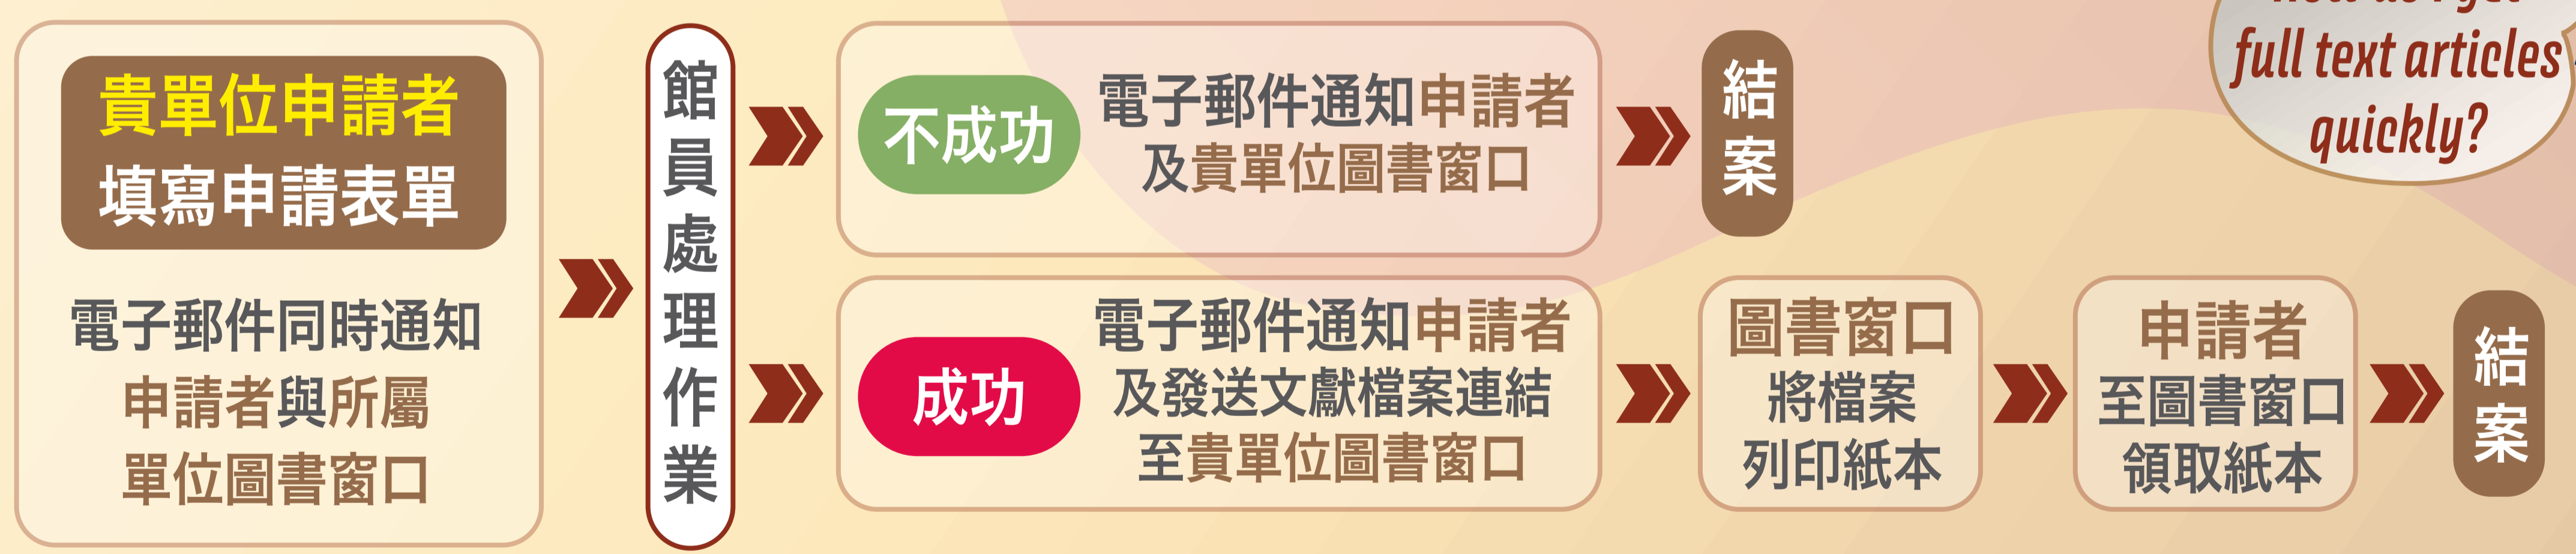 貴單位申請者
填寫申請表單
電子郵件同時通知
申請者與所屬
單位圖書窗口
館員處理作業
不成功
電子郵件通知申請者
及貴單位圖書窗口
結案
成功
電子郵件通知申請者
及發送文獻檔案連結
至貴單位圖書窗口
圖書窗口
將檔案
列印紙本
申請者
至圖書窗口
領取紙本
結案
full text articles
quickly?